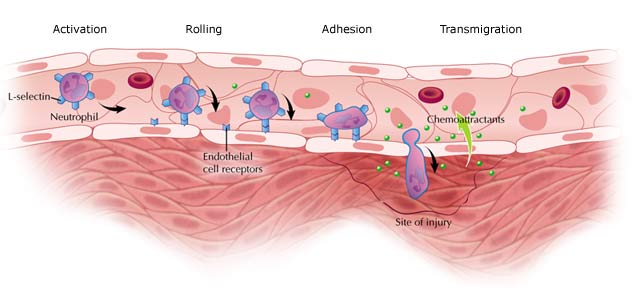 Activation
Rolling
Adhesion
Transmigration
L-selectin
Neutrophil
Chemoattractants
Endothelial
cell receptors
Site of injury